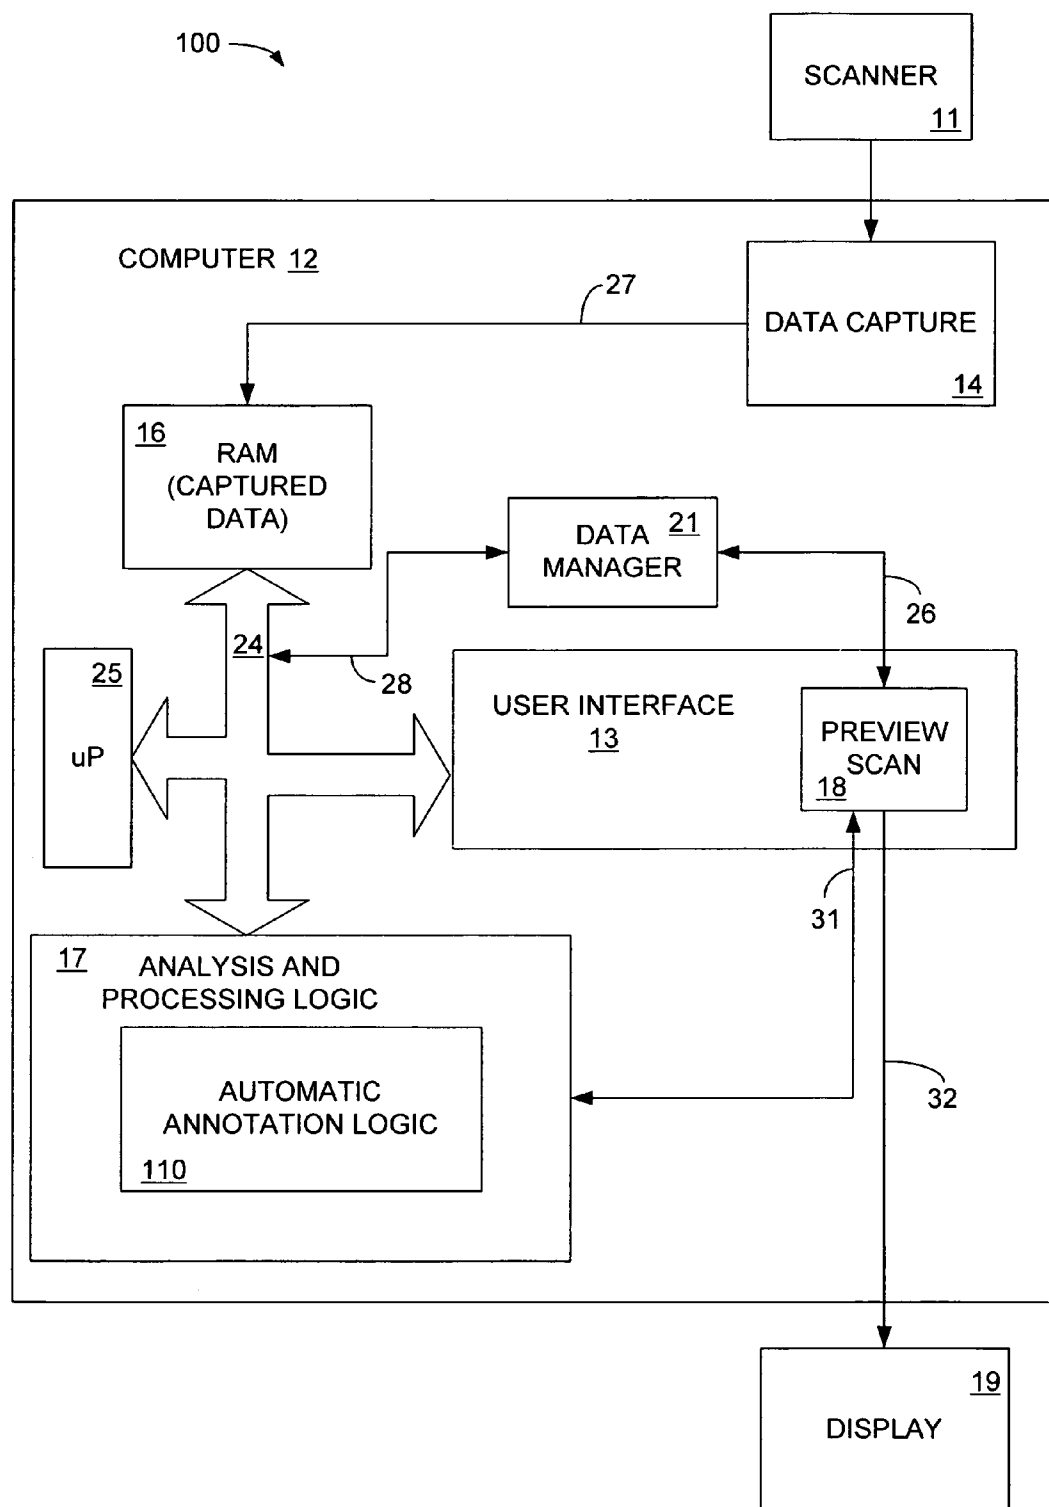 100
SCANNER
11
COMPUTER 12
27
DATA CAPTURE
14
16
RAM
(CAPTURED
DATA)
21
DATA
MANAGER
26
24
28
25
uP
USER INTERFACE
13
PREVIEW
SCAN
18
31
17
ANALYSIS AND
PROCESSING LOGIC
AUTOMATIC
ANNOTATION LOGIC
110
32
19
DISPLAY